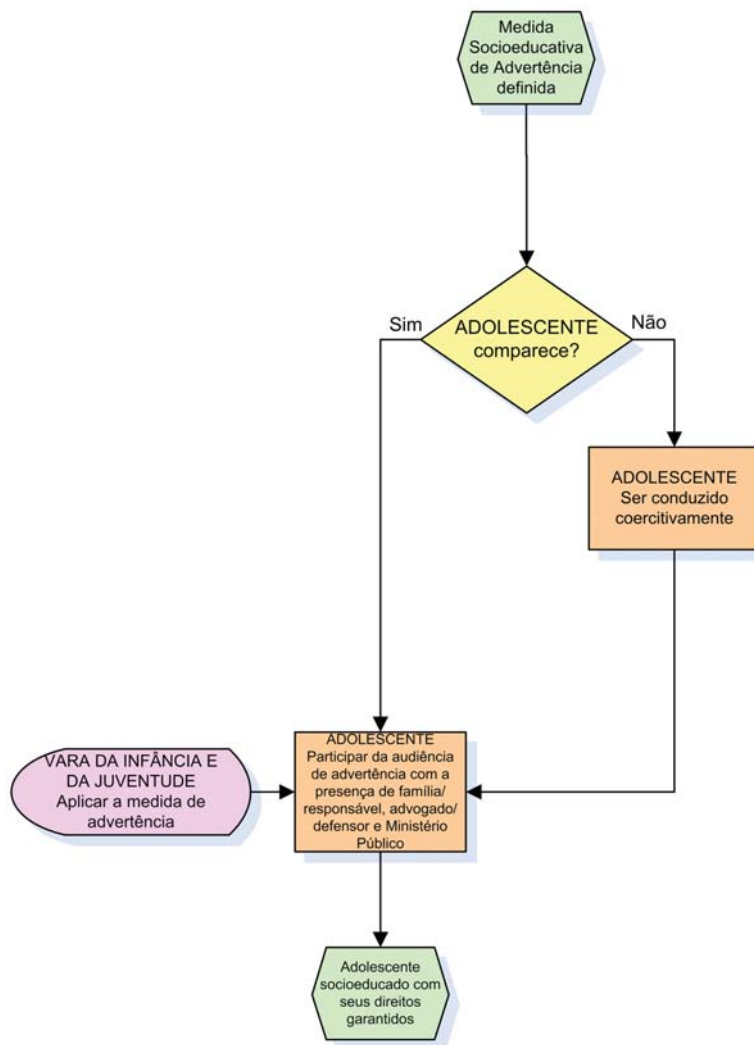 Medida
Socioeducativa
de Advertência
definida
Sim
ADOLESCENTE
comparece?
Não
ADOLESCENTE
Ser conduzido
coercitivamente
VARA DA INFÂNCIA E
DA JUVENTUDE
Aplicar a medida de
advertência
ADOLESCENTE
Participar da audiência
de advertência com a
presença de família/
responsável, advogado/
defensor e Ministério
Público
Adolescente
socioeducado com
seus direitos
garantidos